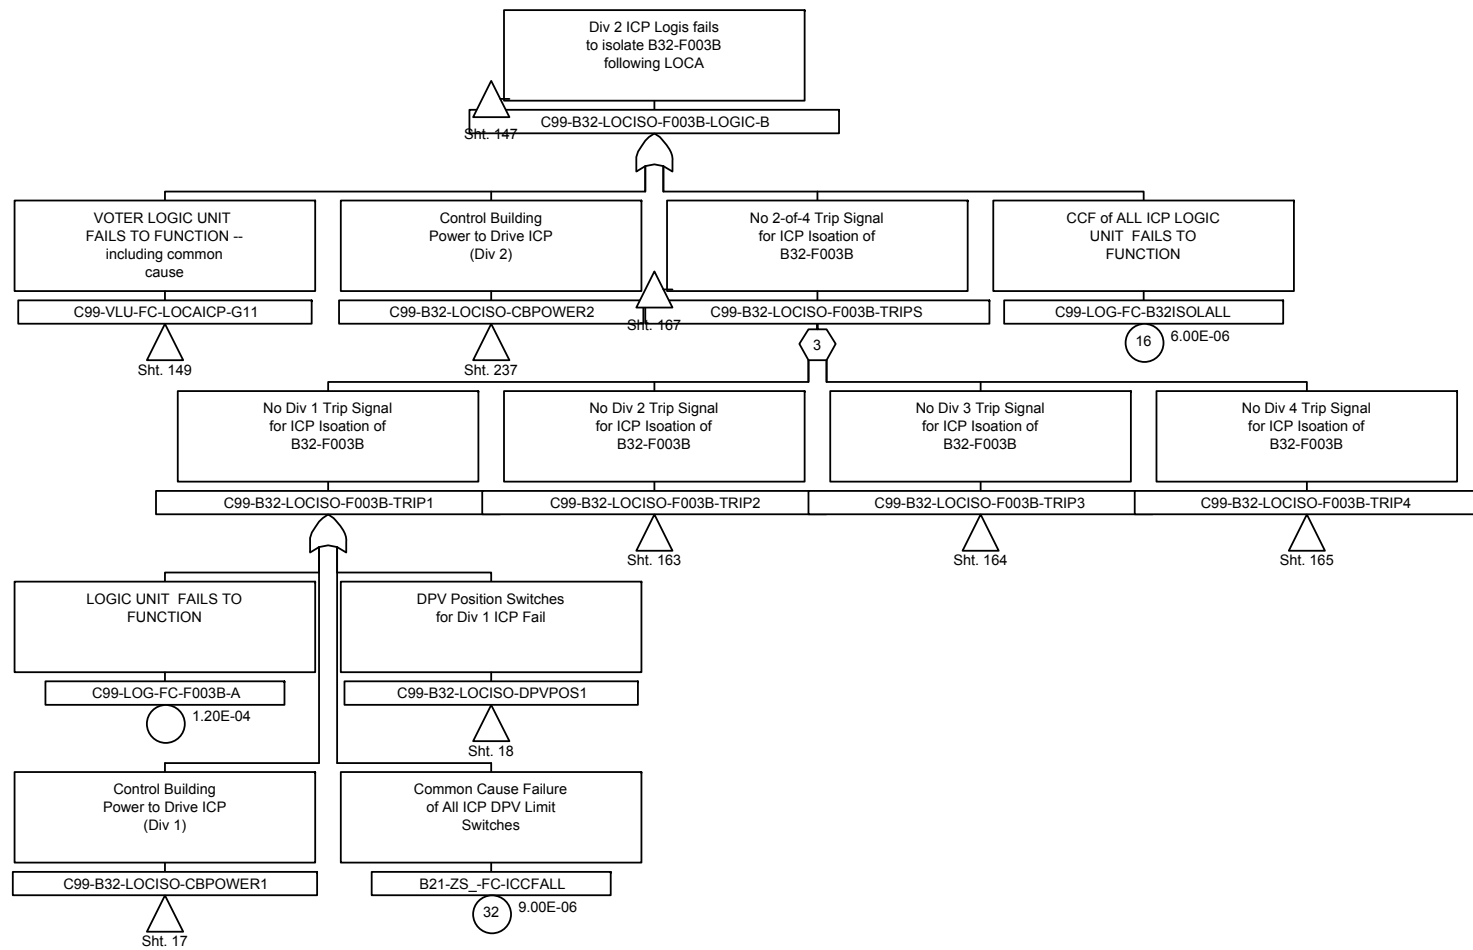 Div 2 ICP Logis fails
to isolate B32-F003B
following LOCA
C99-B32-LOCISO-F003B-LOGIC-B
Sht. 147
VOTER LOGIC UNIT
FAILS TO FUNCTION --
including common
cause
C99-VLU-FC-LOCAICP-G11
Sht. 149
Control Building
Power to Drive ICP
(Div 2)
C99-B32-LOCISO-CBPOWER2
Sht. 237
No 2-of-4 Trip Signal
for ICP Isoation of
B32-F003B
C99-B32-LOCISO-F003B-TRIPS
Sht. 167
3
CCF of ALL ICP LOGIC
UNIT FAILS TO
FUNCTION
C99-LOG-FC-B32ISOLALL
16
6.00E-06
No Div 1 Trip Signal
for ICP Isoation of
B32-F003B
C99-B32-LOCISO-F003B-TRIP1
No Div 2 Trip Signal
for ICP Isoation of
B32-F003B
C99-B32-LOCISO-F003B-TRIP2
Sht. 163
No Div 3 Trip Signal
for ICP Isoation of
B32-F003B
C99-B32-LOCISO-F003B-TRIP3
Sht. 164
No Div 4 Trip Signal
for ICP Isoation of
B32-F003B
C99-B32-LOCISO-F003B-TRIP4
Sht. 165
LOGIC UNIT FAILS TO
FUNCTION
C99-LOG-FC-F003B-A
1.20E-04
DPV Position Switches
for Div 1 ICP Fail
C99-B32-LOCISO-DPVPOS1
Sht. 18
Control Building
Power to Drive ICP
(Div 1)
C99-B32-LOCISO-CBPOWER1
Sht. 17
Common Cause Failure
of All ICP DPV Limit
Switches
B21-ZS_-FC-ICCFALL
32
9.00E-06